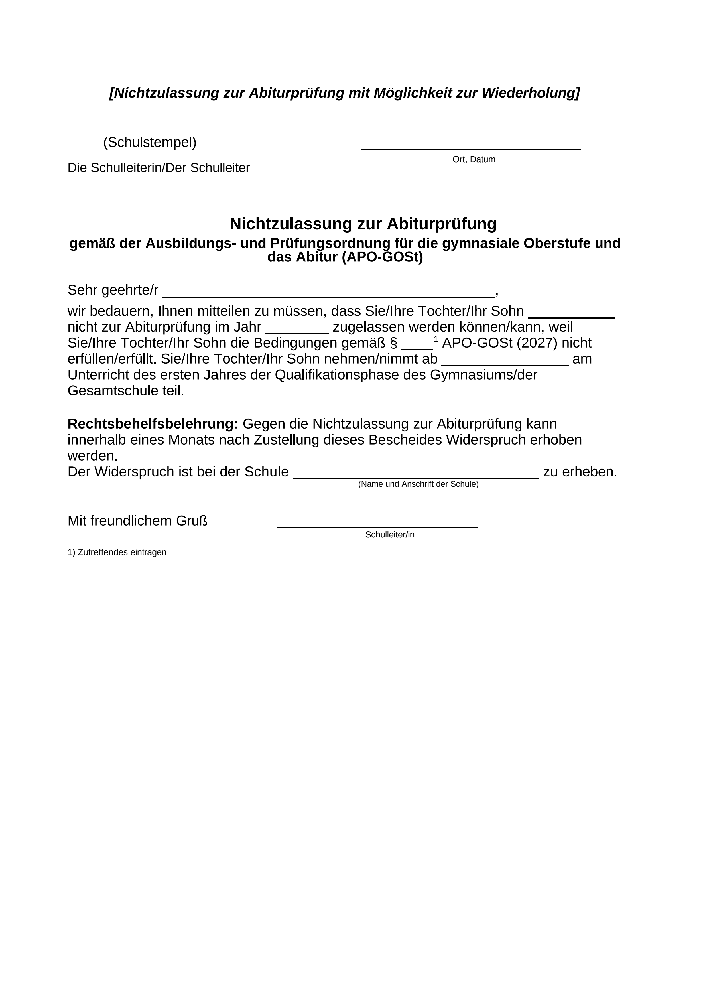 [Nichtzulassung zur Abiturprüfung mit Möglichkeit zur Wiederholung]
(Schulstempel)
Ort, Datum
Die Schulleiterin/Der Schulleiter
Nichtzulassung zur Abiturprüfung
gemäß der Ausbildungs- und Prüfungsordnung für die gymnasiale Oberstufe und
das Abitur (APO-GOSt)
Sehr geehrte/r ,
wir bedauern, Ihnen mitteilen zu müssen, dass Sie/Ihre Tochter/Ihr Sohn
nicht zur Abiturprüfung im Jahr zugelassen werden können/kann, weil
Sie/Ihre Tochter/Ihr Sohn die Bedingungen gemäß § ____¹ APO-GOSt (2027) nicht
erfüllen/erfüllt. Sie/Ihre Tochter/Ihr Sohn nehmen/nimmt ab am
Unterricht des ersten Jahres der Qualifikationsphase des Gymnasiums/der
Gesamtschule teil.
Rechtsbehelfsbelehrung: Gegen die Nichtzulassung zur Abiturprüfung kann
innerhalb eines Monats nach Zustellung dieses Bescheides Widerspruch erhoben
werden.
Der Widerspruch ist bei der Schule zu erheben.
(Name und Anschrift der Schule)
Mit freundlichem Gruß
Schulleiter/in
1) Zutreffendes eintragen